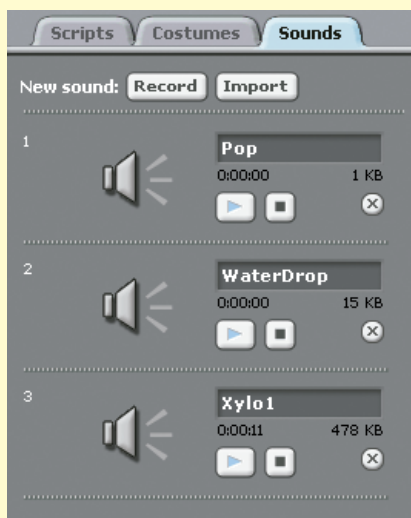 Scripts Costumes Sounds
New sound: Record Import
1
Pop
0:00:00 1 KB
2
WaterDrop
0:00:00 15 KB
3
Xylo1
0:00:11 478 KB